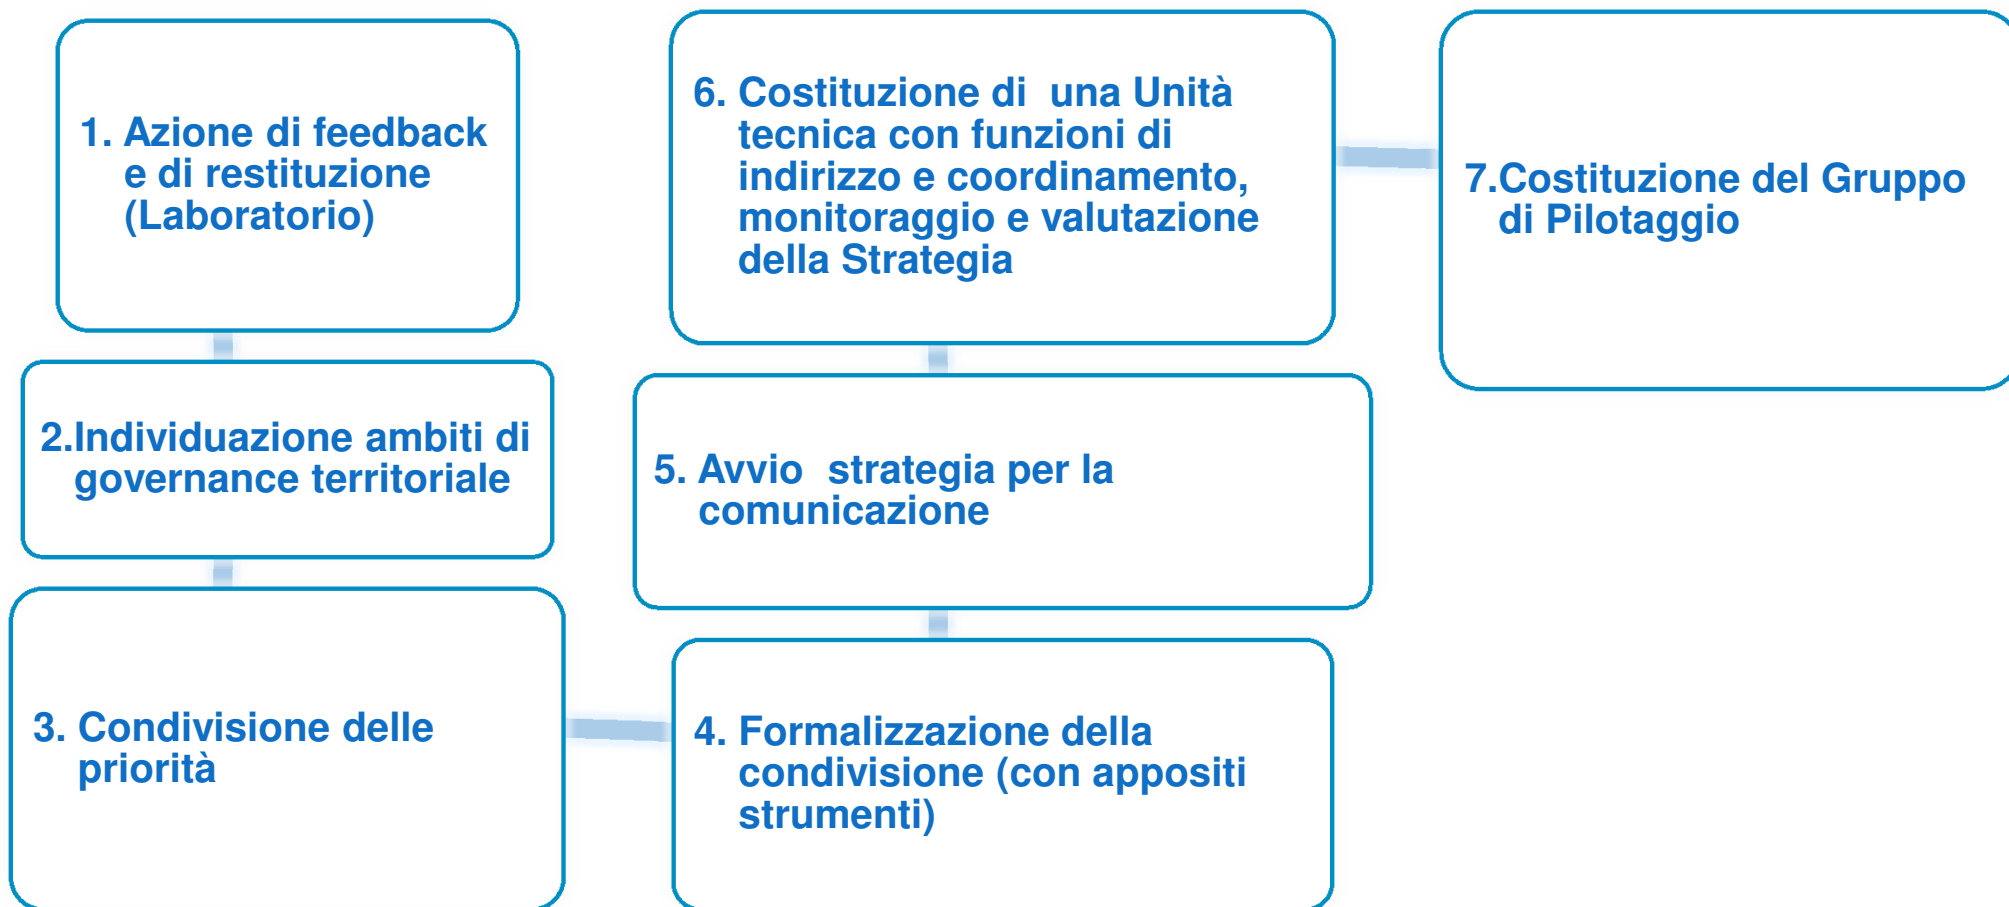 1. Azione di feedback
e di restituzione
(Laboratorio)
2.Individuazione ambiti di
governance territoriale
3. Condivisione delle
priorità
4. Formalizzazione della
condivisione (con appositi
strumenti)
5. Avvio  strategia per la
comunicazione
6. Costituzione di  una Unità
tecnica con funzioni di
indirizzo e coordinamento,
monitoraggio e valutazione
della Strategia
7.Costituzione del Gruppo
di Pilotaggio